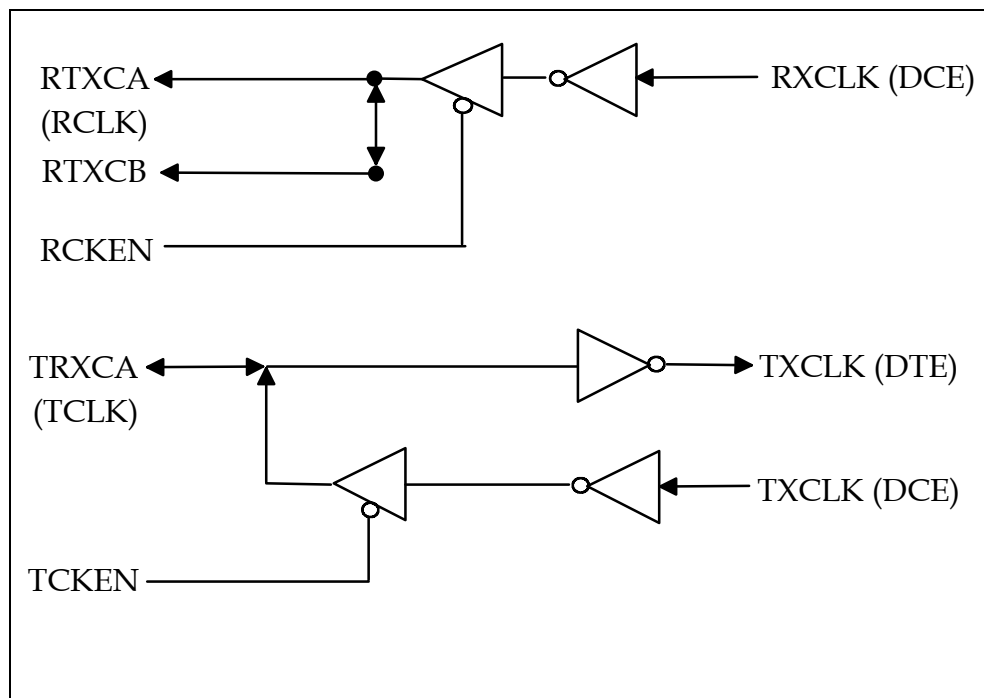 RTXCA RXCLK (DCE)
(RCLK)
RTXCB
RCKEN
TRXCA TXCLK (DTE)
(TCLK)
TXCLK (DCE)
TCKEN